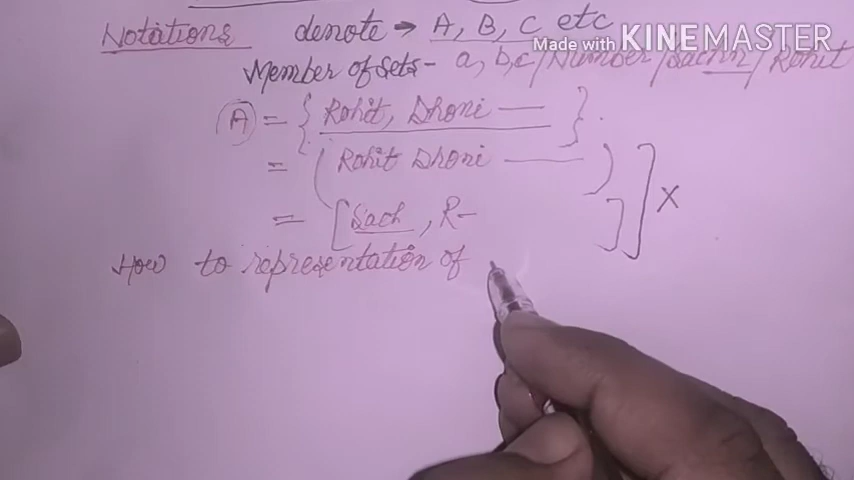 Notations denote → A, B, C etc
Made with KINEMASTER
Member of Sets - a, b, c / Number / Sachin / Rohit
A = { Rohit, Dhoni — }.
= ( Rohit Dhoni — )
= [ Sach, R- ] ] X
How to representation of